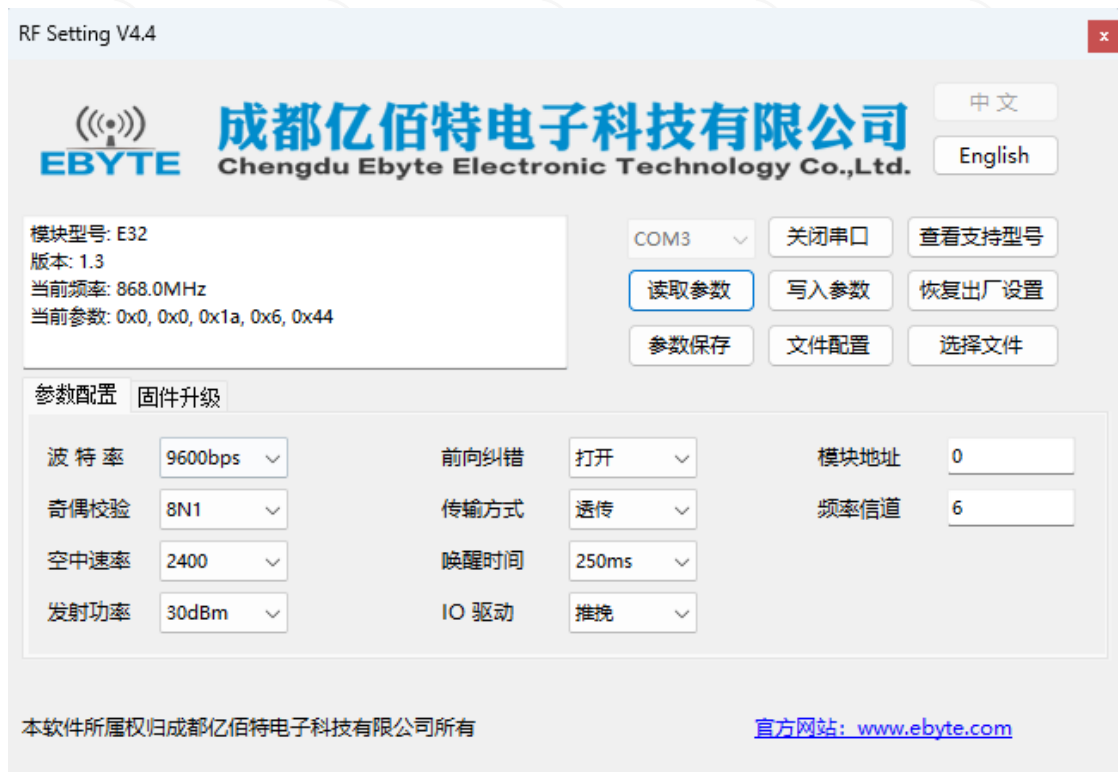 RF Setting V4.4
x
EBYTE
成都亿佰特电子科技有限公司
Chengdu Ebyte Electronic Technology Co.,Ltd.
中 文
English
模块型号: E32
版本: 1.3
当前频率: 868.0MHz
当前参数: 0x0, 0x0, 0x1a, 0x6, 0x44
COM3 关闭串口 查看支持型号
读取参数 写入参数 恢复出厂设置
参数保存 文件配置 选择文件
参数配置 固件升级
波 特 率 9600bps 前向纠错 打开 模块地址 0
奇偶校验 8N1 传输方式 透传 频率信道 6
空中速率 2400 唤醒时间 250ms
发射功率 30dBm IO 驱动 推挽
本软件所属权归成都亿佰特电子科技有限公司所有 官方网站：www.ebyte.com